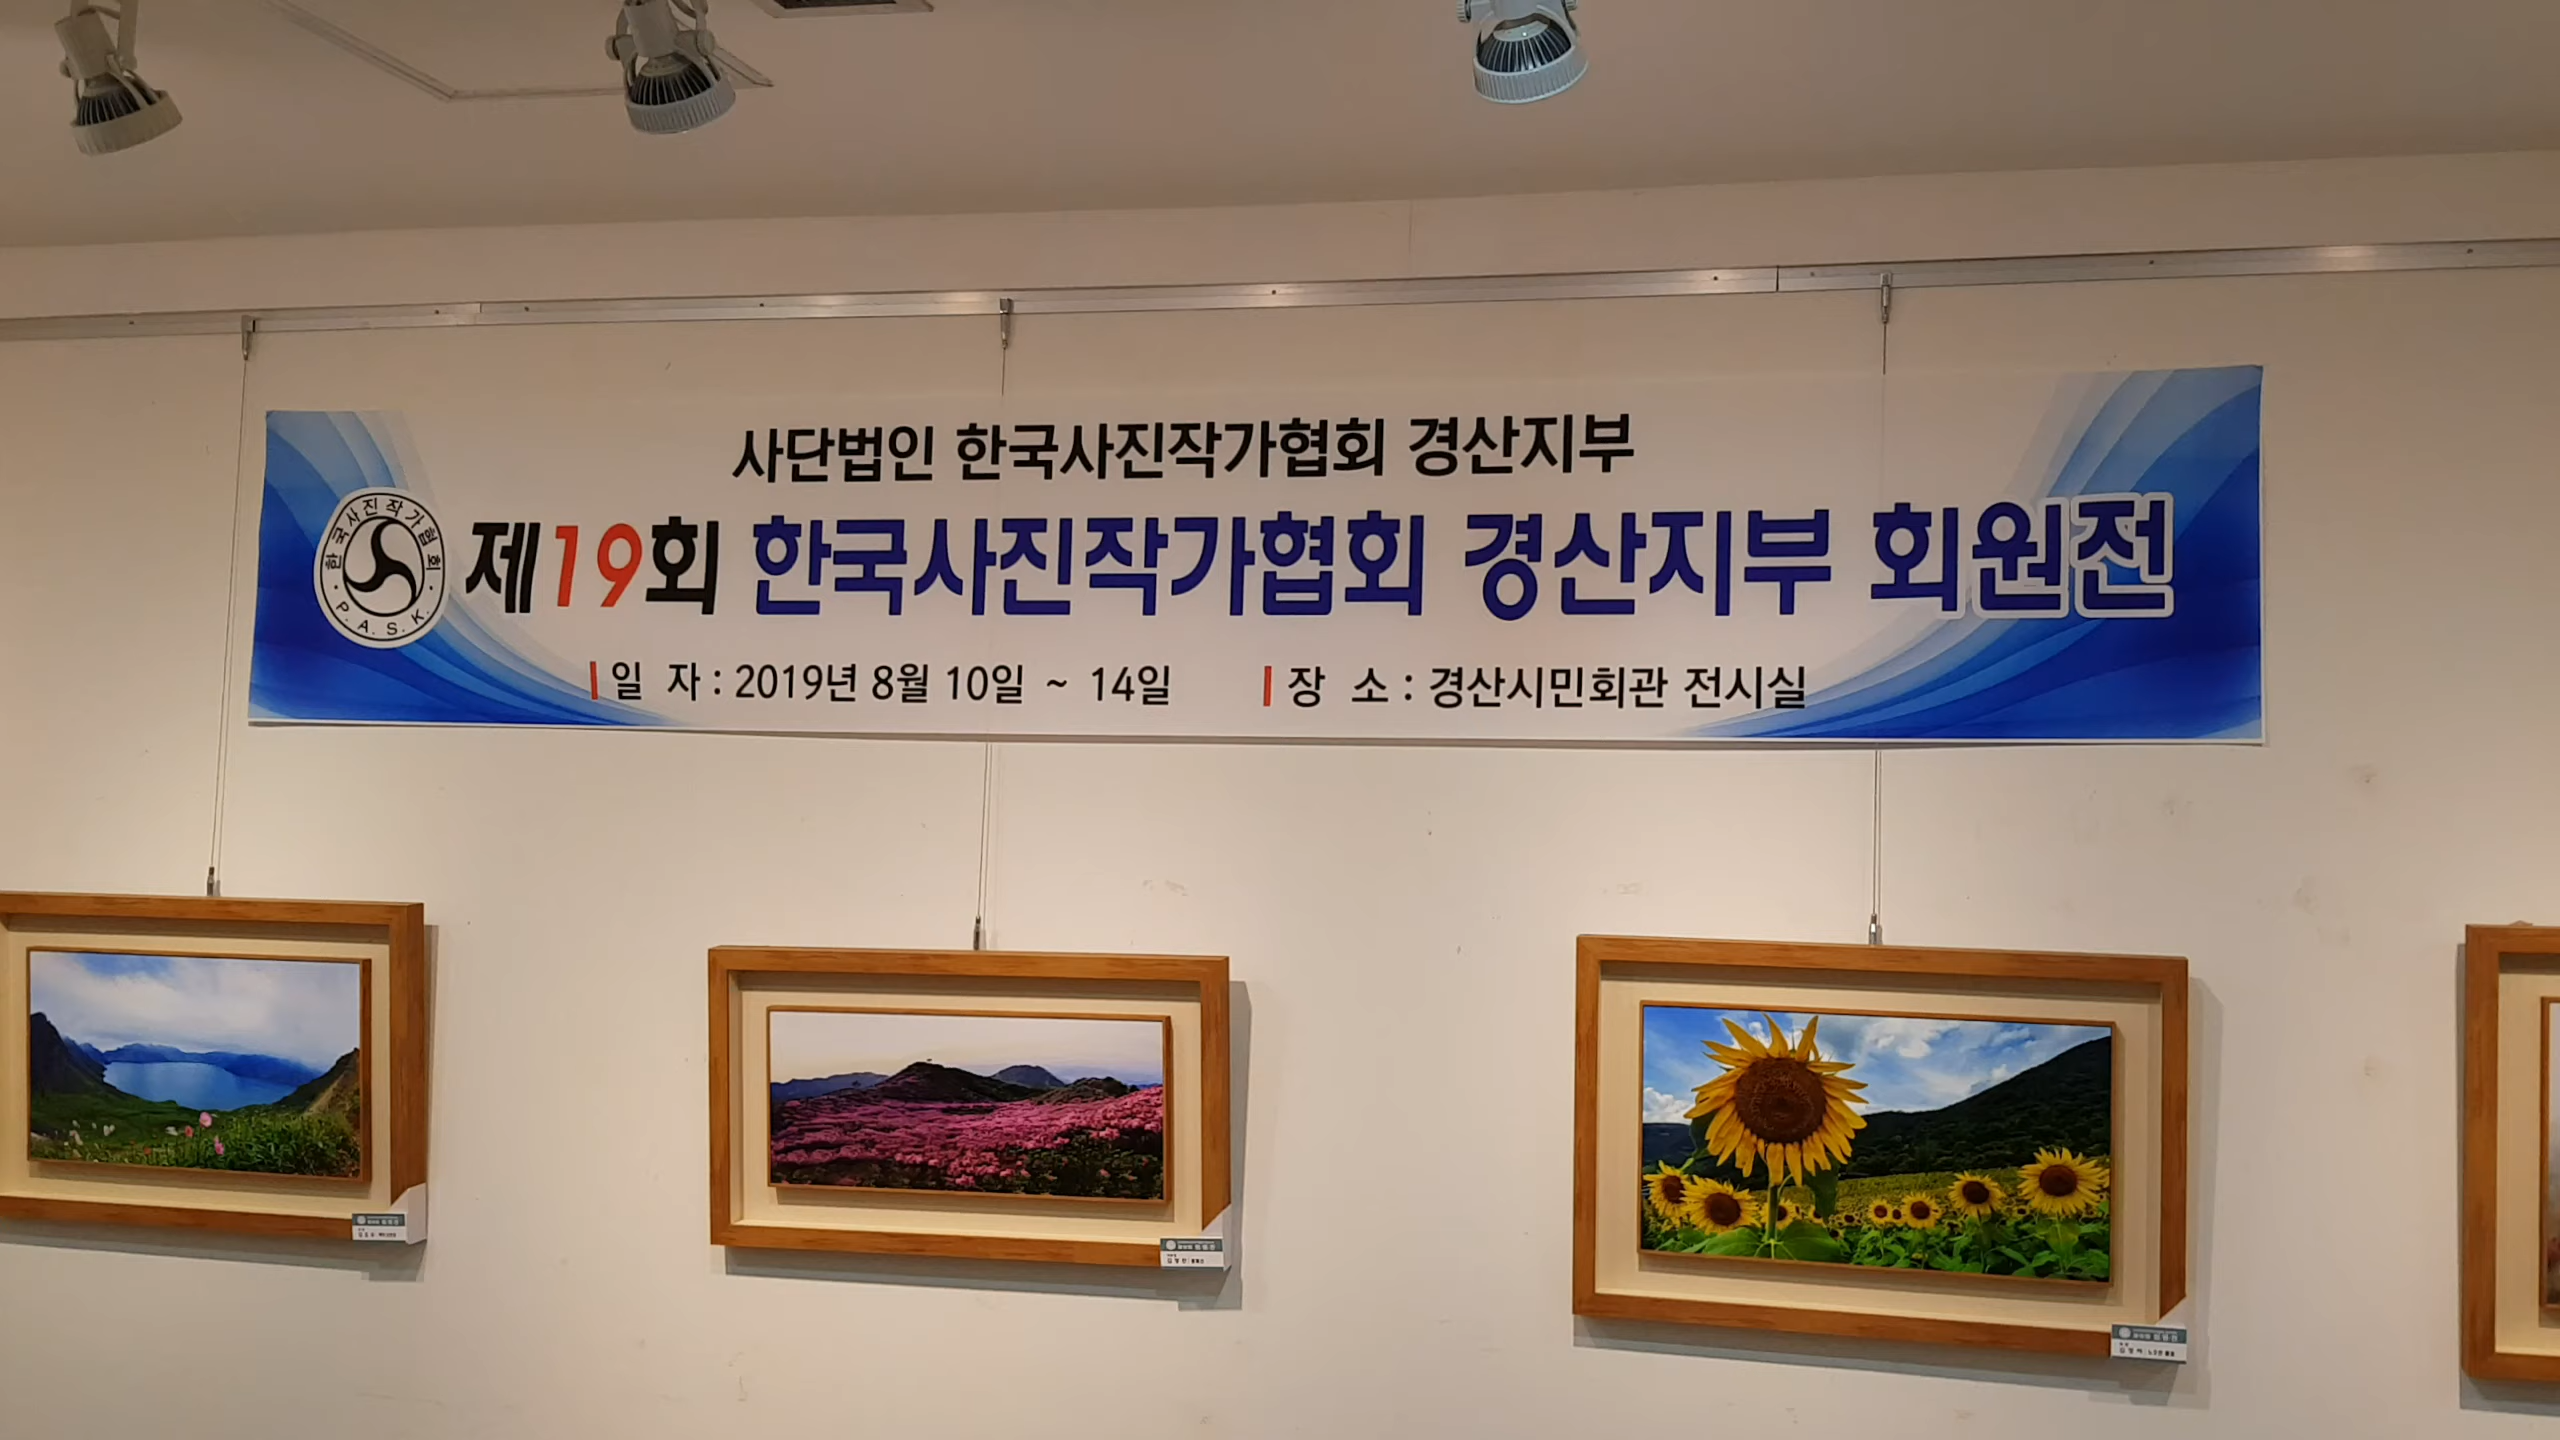 사단법인 한국사진작가협회 경산지부
한국사진작가협회
P. A. S. K.
제19회 한국사진작가협회 경산지부 회원전
일 자 : 2019년 8월 10일 ~ 14일
장 소 : 경산시민회관 전시실